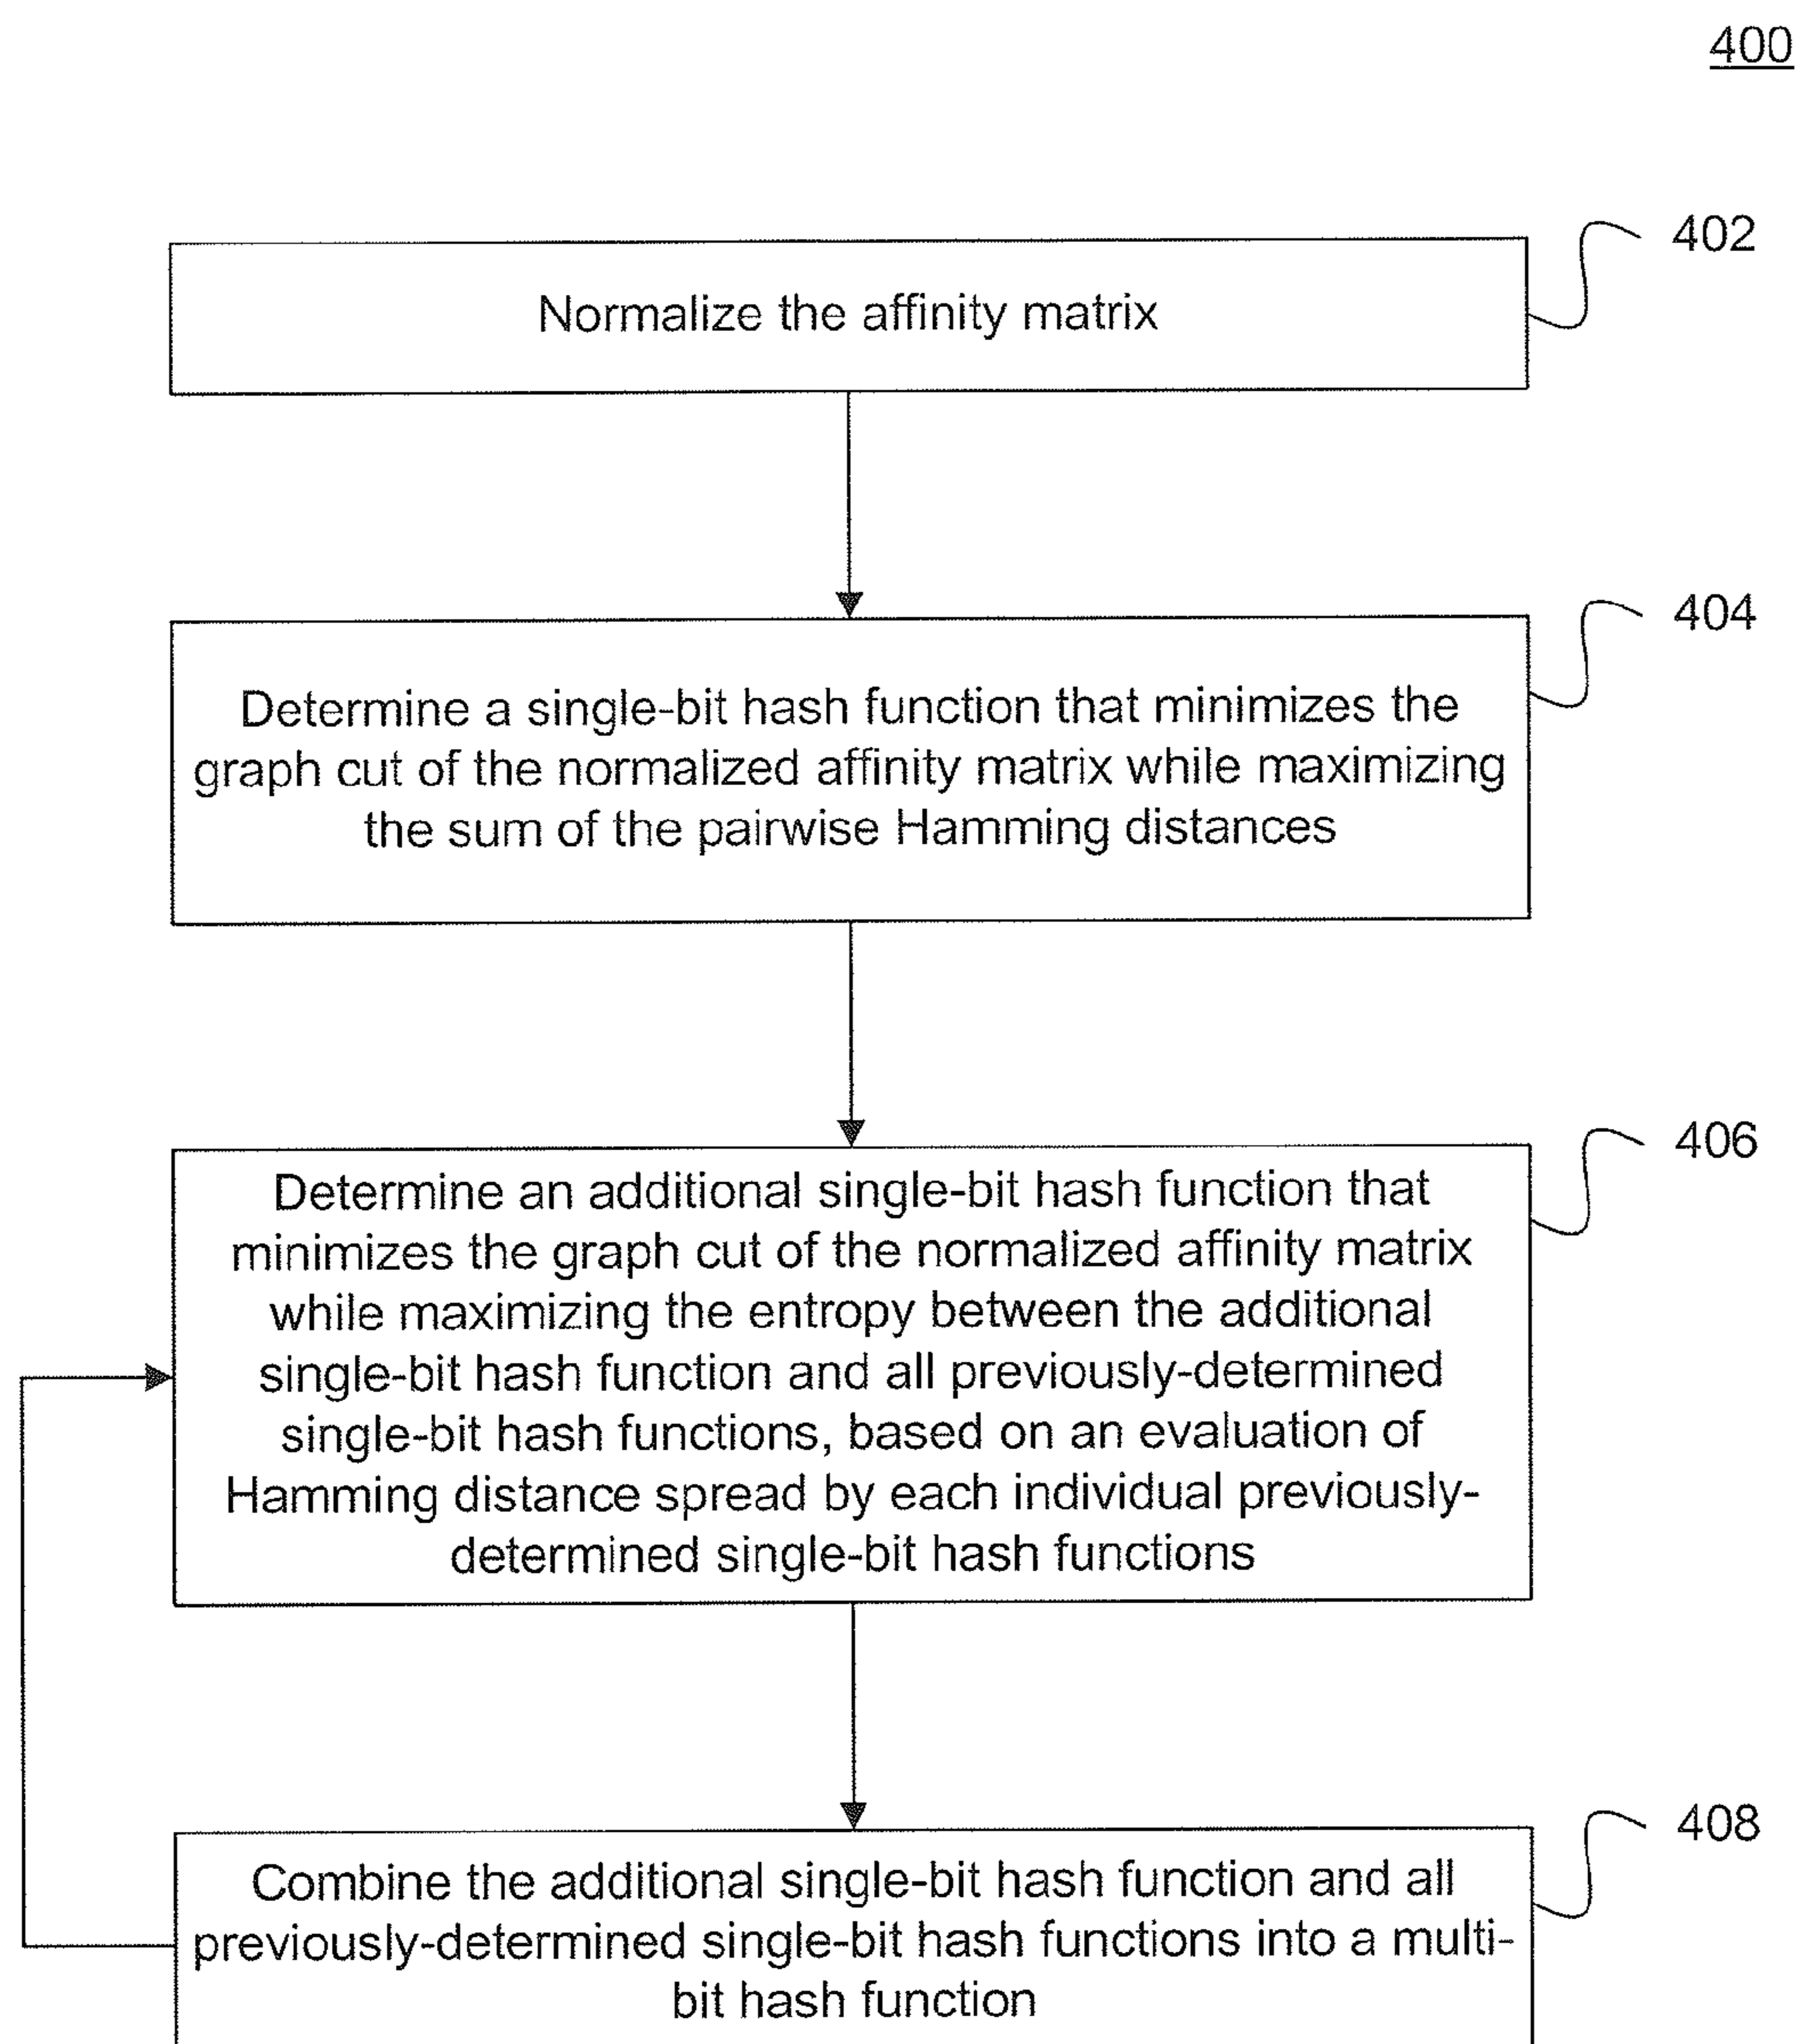 400
402
Normalize the affinity matrix
404
Determine a single-bit hash function that minimizes the
graph cut of the normalized affinity matrix while maximizing
the sum of the pairwise Hamming distances
406
Determine an additional single-bit hash function that
minimizes the graph cut of the normalized affinity matrix
while maximizing the entropy between the additional
single-bit hash function and all previously-determined
single-bit hash functions, based on an evaluation of
Hamming distance spread by each individual previously-
determined single-bit hash functions
408
Combine the additional single-bit hash function and all
previously-determined single-bit hash functions into a multi-
bit hash function